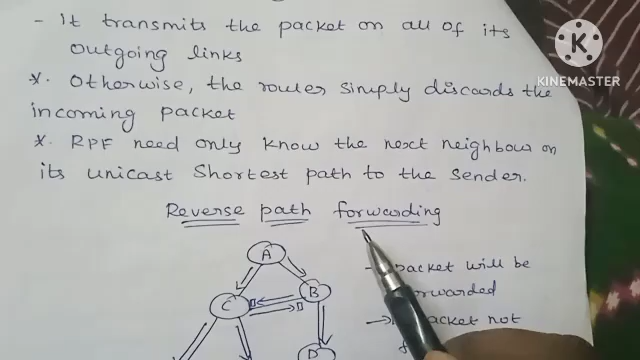 - It transmits the packet on all of its
outgoing links
*. Otherwise, the router simply discards the
incoming packet
*. RPF need only know the next neighbour on
its unicast shortest path to the sender.
Reverse path forwarding
A
C
B
D
packet will be
not
K
KINEMASTER